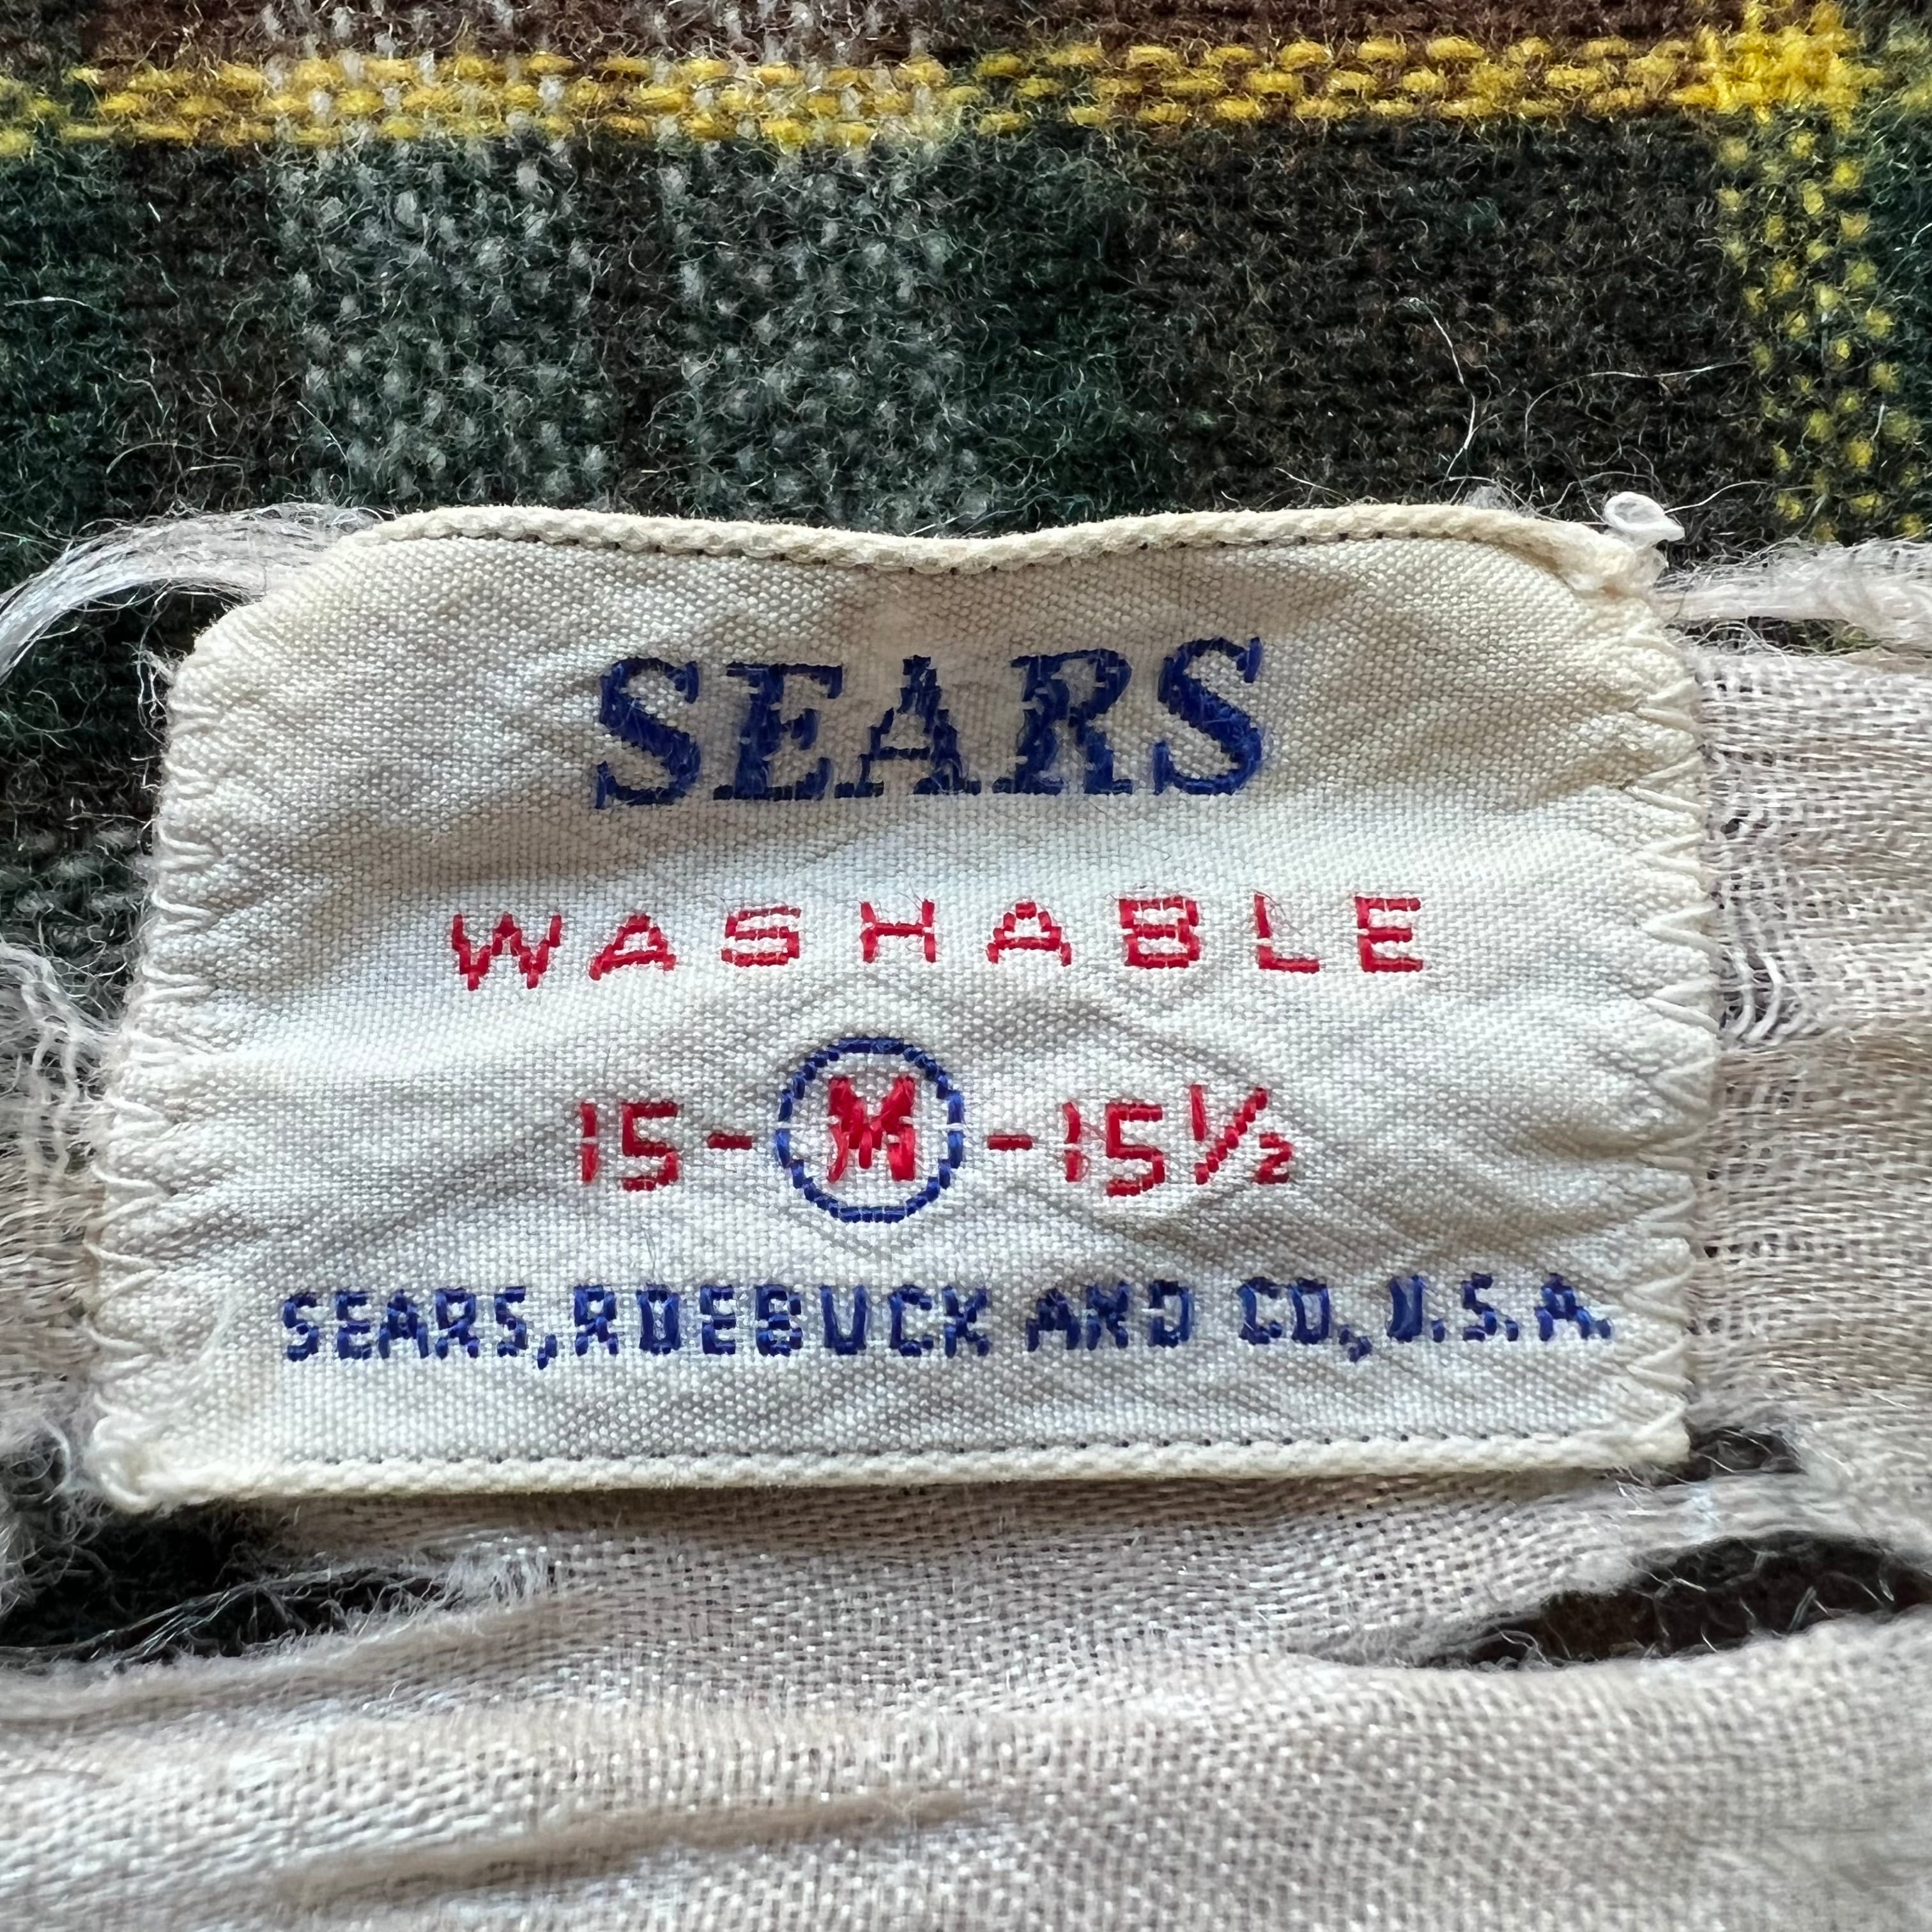 SEARS
WASHABLE
15-M-15½
SEARS, ROEBUCK AND CO., U.S.A.